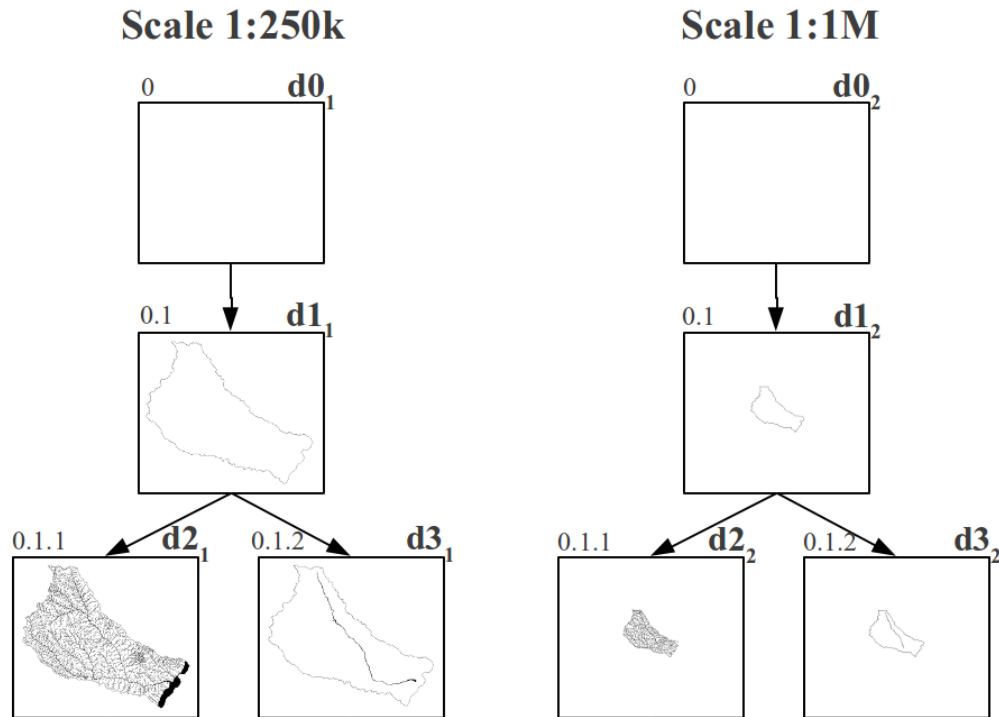 Scale 1:250k
Scale 1:1M
0 d0₁
0 d0₂
0.1 d1₁
0.1 d1₂
0.1.1 d2₁
0.1.2 d3₁
0.1.1 d2₂
0.1.2 d3₂